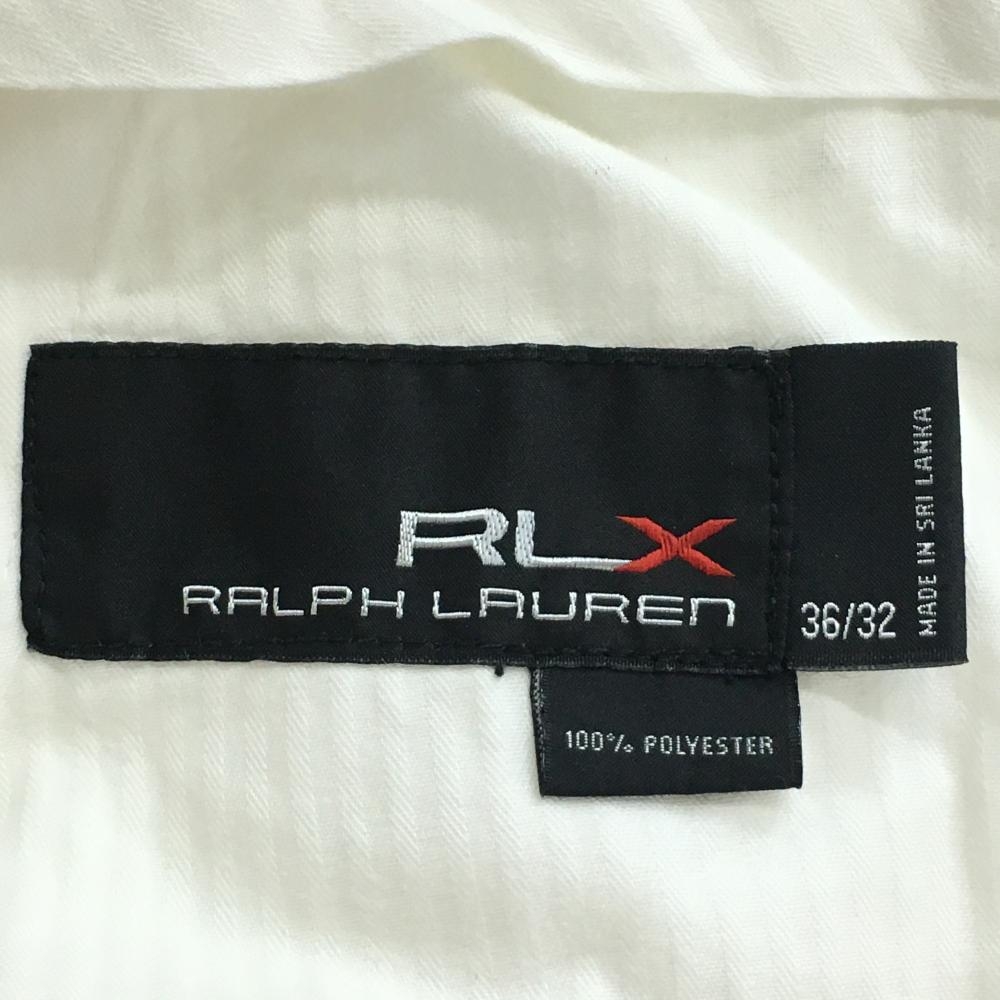 RLX
RALPH LAUREN
36/32
MADE IN SRI LANKA
100% POLYESTER